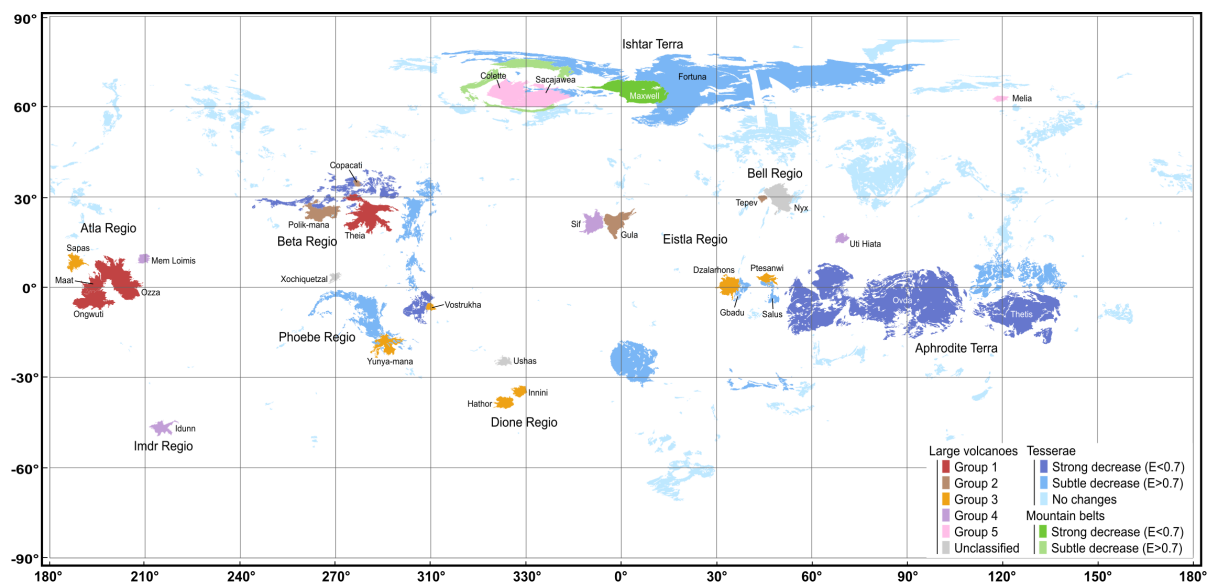 90°
60°
30°
0°
-30°
-60°
-90°
Ishtar Terra
Colette
Sacajawea
Fortuna
Maxwell
Melia
Copacati
Bell Regio
Tepev
Nyx
Polik-mana
Beta Regio
Theia
Atla Regio
Sif
Gula
Eistla Regio
Uti Hiata
Sapas
Mem Loimis
Maat
Ozza
Ongwuti
Xochiquetzal
Dzalarhons
Ptesanwi
Gbadu
Salus
Ovda
Thetis
Vostrukha
Phoebe Regio
Aphrodite Terra
Yunya-mana
Ushas
Innini
Hathor
Dione Regio
Idunn
Imdr Regio
Large volcanoes
Group 1
Group 2
Group 3
Group 4
Group 5
Unclassified
Tesserae
Strong decrease (E<0.7)
Subtle decrease (E>0.7)
No changes
Mountain belts
Strong decrease (E<0.7)
Subtle decrease (E>0.7)
180° 210° 240° 270° 310° 330° 0° 30° 60° 90° 120° 150° 180°